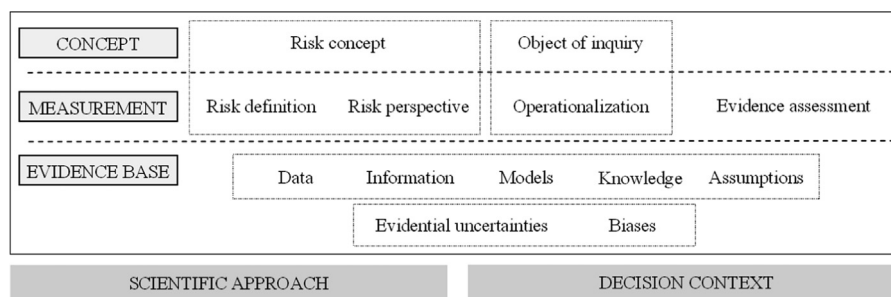 CONCEPT Risk concept Object of inquiry
MEASUREMENT Risk definition Risk perspective Operationalization Evidence assessment
EVIDENCE BASE Data Information Models Knowledge Assumptions
Evidential uncertainties Biases
SCIENTIFIC APPROACH DECISION CONTEXT